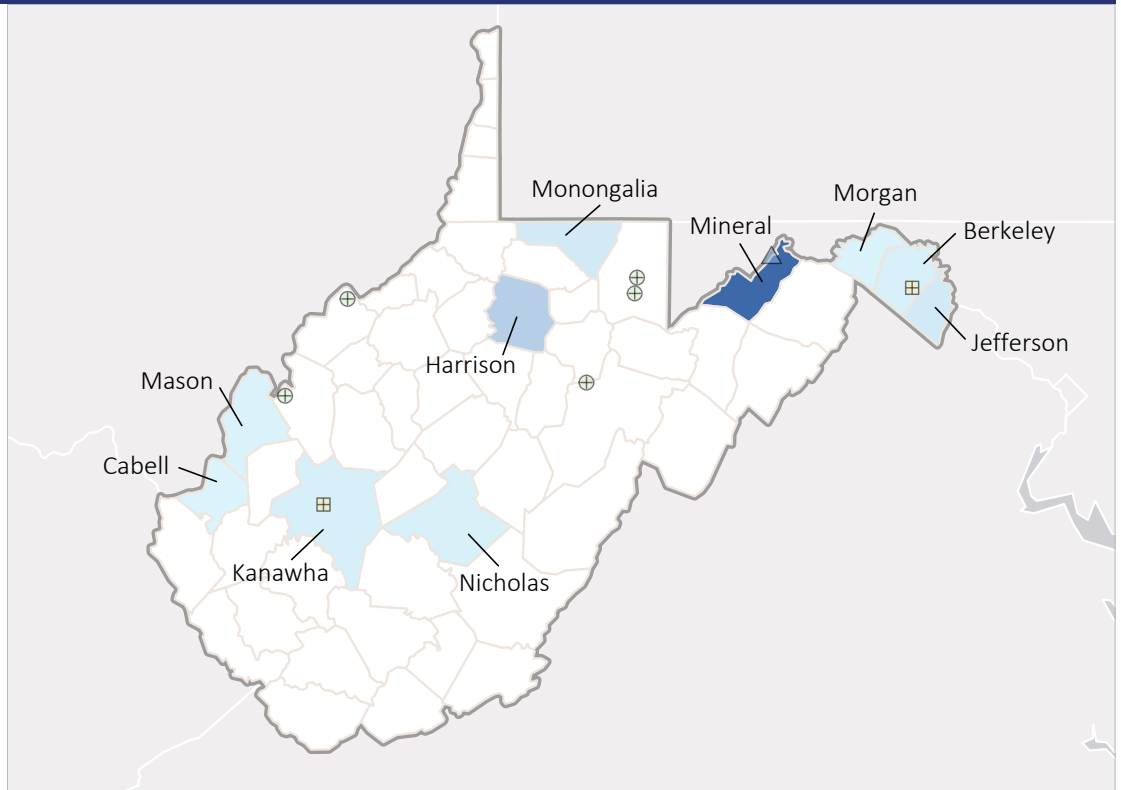 Monongalia
Morgan
Mineral
Berkeley
Jefferson
Harrison
Mason
Cabell
Kanawha
Nicholas